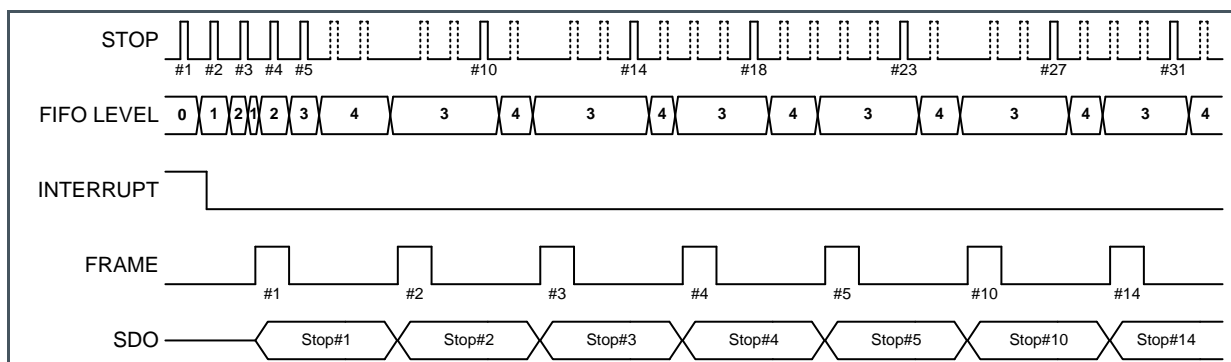 STOP
#1 #2 #3 #4 #5 #10 #14 #18 #23 #27 #31
FIFO LEVEL 0 1 2 1 2 3 4 3 4 3 4 3 4 3 4 3 4 3 4
INTERRUPT
FRAME
#1 #2 #3 #4 #5 #10 #14
SDO Stop#1 Stop#2 Stop#3 Stop#4 Stop#5 Stop#10 Stop#14